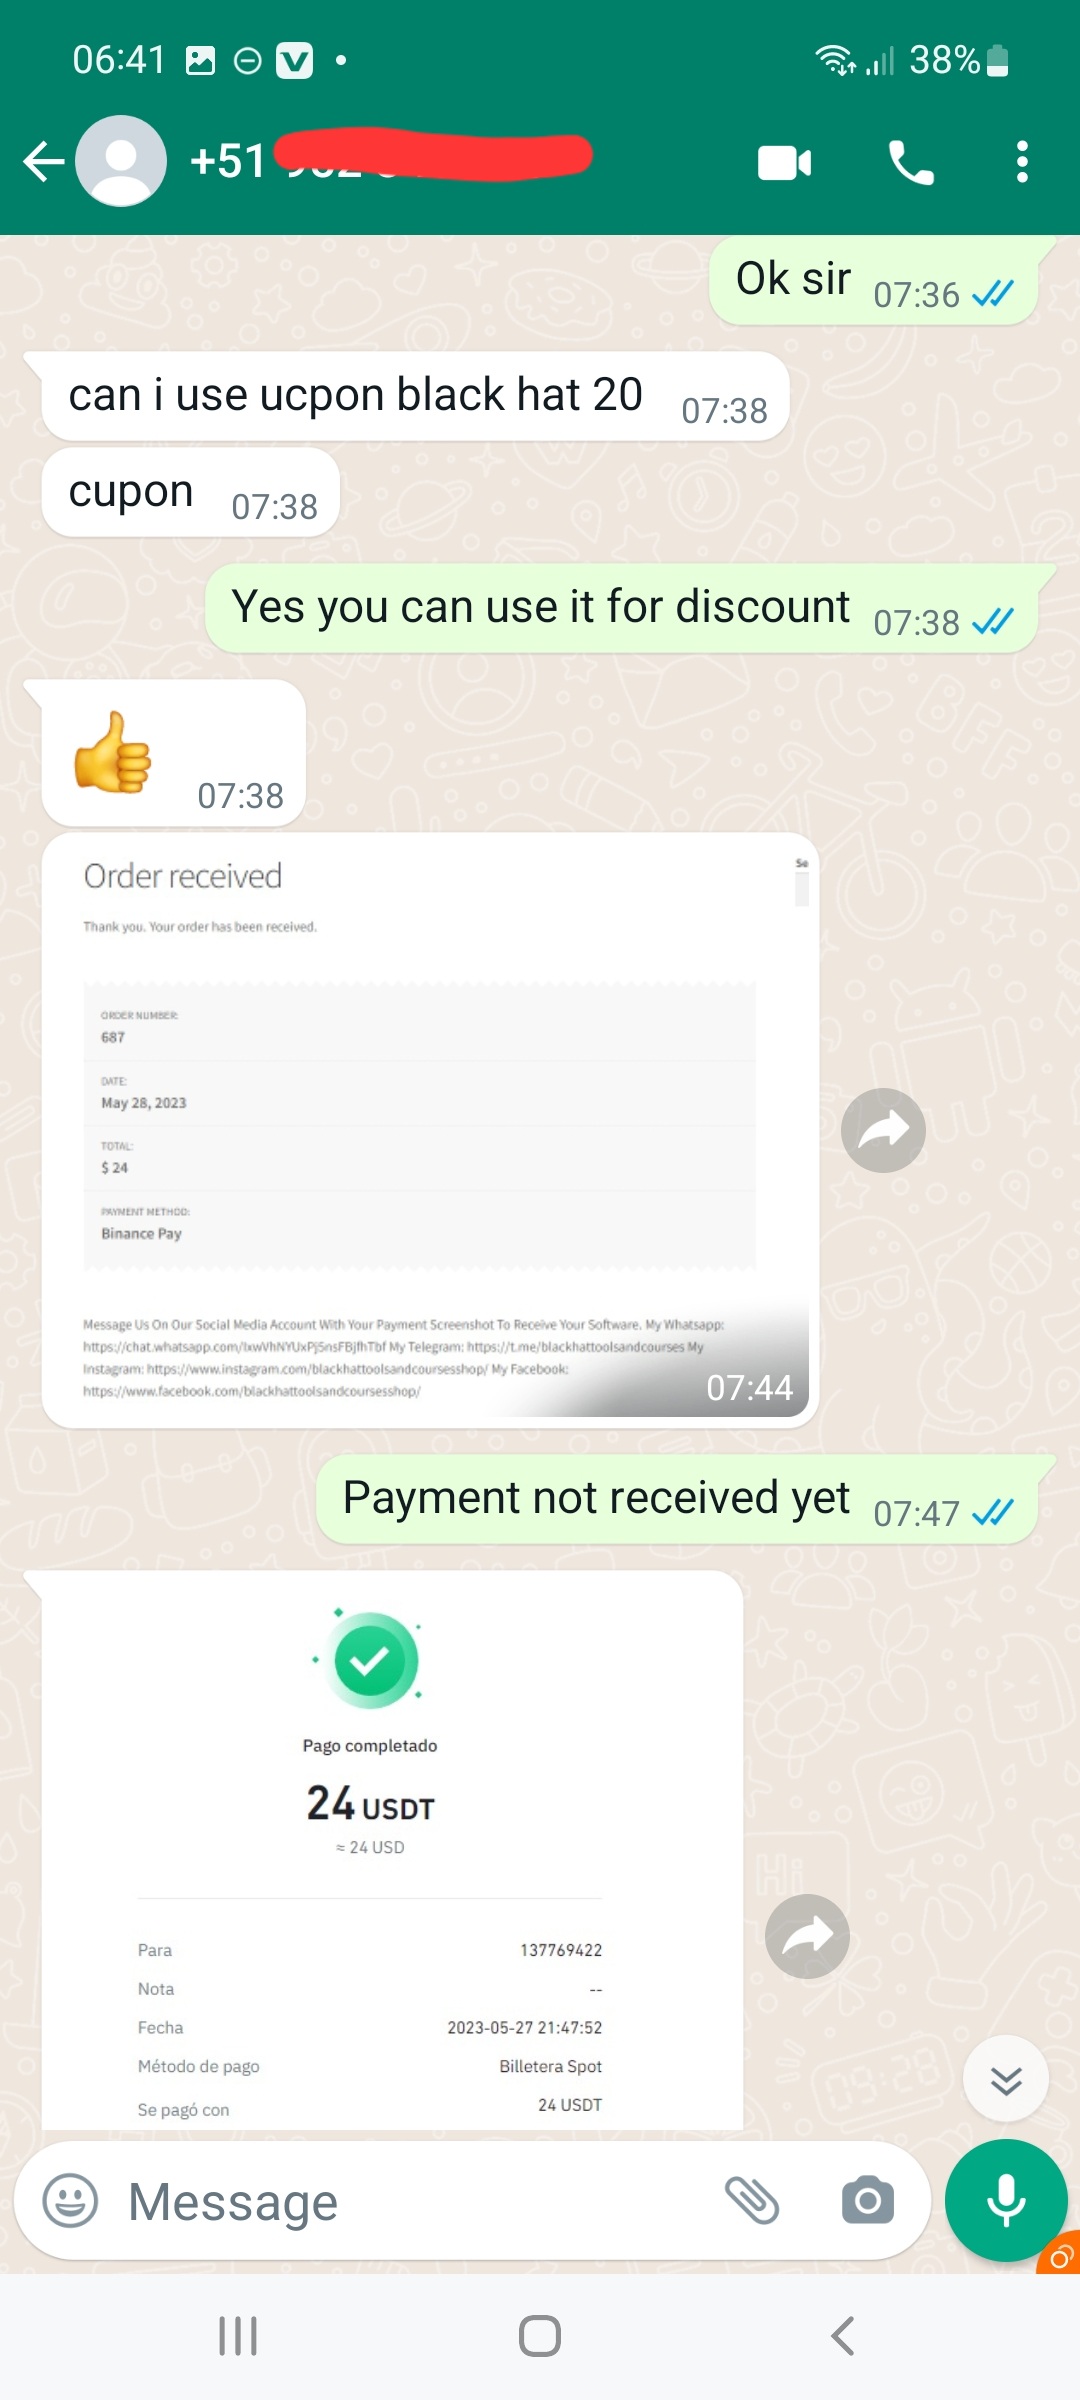 06:41
38%
+51
Ok sir 07:36
can i use ucpon black hat 20 07:38
cupon 07:38
Yes you can use it for discount 07:38
👍 07:38
Order received
Se
Thank you. Your order has been received.
ORDER NUMBER:
687
DATE:
May 28, 2023
TOTAL:
$ 24
PAYMENT METHOD:
Binance Pay
Message Us On Our Social Media Account With Your Payment Screenshot To Receive Your Software. My Whatsapp:
My Telegram: https://t.me/blackhattoolsandcourses My
Instagram: https://www.instagram.com/blackhattoolsandcoursesshop/ My Facebook:
https://www.facebook.com/blackhattoolsandcoursesshop/
07:44
Payment not received yet 07:47
Pago completado
24 USDT
≈ 24 USD
Para 137769422
Nota --
Fecha 2023-05-27 21:47:52
Método de pago Billetera Spot
Se pagó con 24 USDT
Message